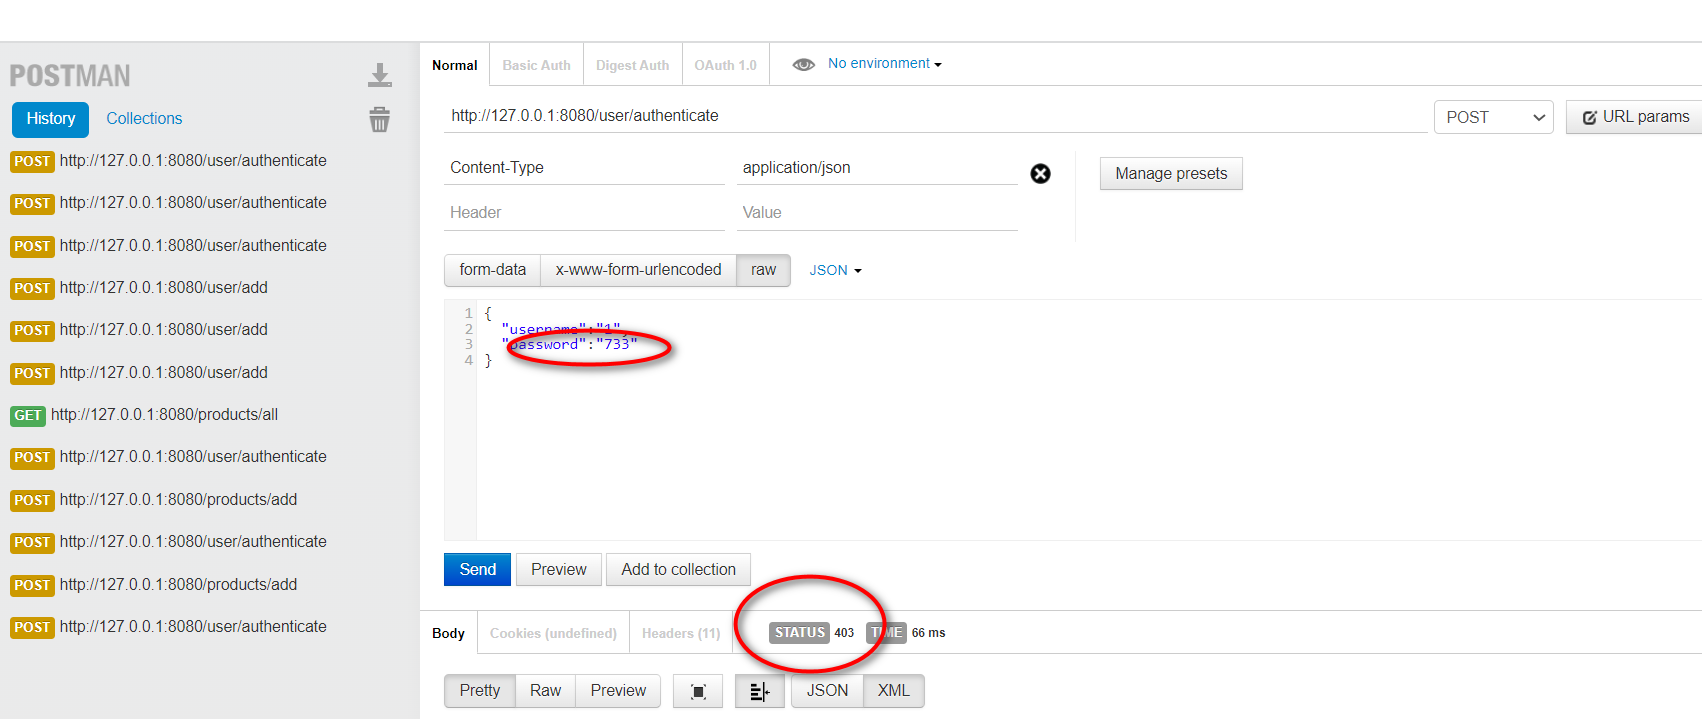 POSTMAN
History Collections
POST http://127.0.0.1:8080/user/authenticate
POST http://127.0.0.1:8080/user/authenticate
POST http://127.0.0.1:8080/user/authenticate
POST http://127.0.0.1:8080/user/add
POST http://127.0.0.1:8080/user/add
POST http://127.0.0.1:8080/user/add
GET http://127.0.0.1:8080/products/all
POST http://127.0.0.1:8080/user/authenticate
POST http://127.0.0.1:8080/products/add
POST http://127.0.0.1:8080/user/authenticate
POST http://127.0.0.1:8080/products/add
POST http://127.0.0.1:8080/user/authenticate
Normal Basic Auth Digest Auth OAuth 1.0 No environment
http://127.0.0.1:8080/user/authenticate POST URL params
Content-Type application/json Manage presets
Header Value
form-data x-www-form-urlencoded raw JSON
1 {
2 "username":"1",
3 "password":"733"
4 }
Send Preview Add to collection
Body Cookies (undefined) Headers (11) STATUS 403 TIME 66 ms
Pretty Raw Preview JSON XML